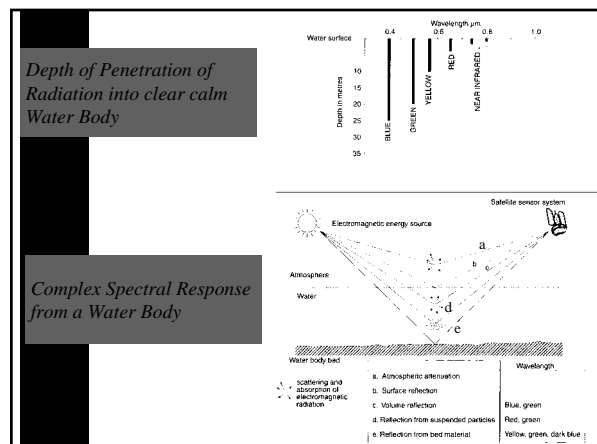 Depth of Penetration of
Radiation into clear calm
Water Body
Wavelength µm.
Water surface
0.4
0.6
0.8
1.0
Depth in metres
10
15
20
25
30
35
BLUE
GREEN
YELLOW
RED
NEAR INFRARED
Complex Spectral Response
from a Water Body
Satellite sensor system
Electromagnetic energy source
a
b
c
Atmosphere
Water
d
e
Water body bed
scattering and
absorption of
electromagnetic
radiation
Wavelength
a. Atmospheric attenuation
b. Surface reflection
c. Volume reflection
Blue, green
d. Reflection from suspended particles
Red, green
e. Reflection from bed material
Yellow, green, dark blue